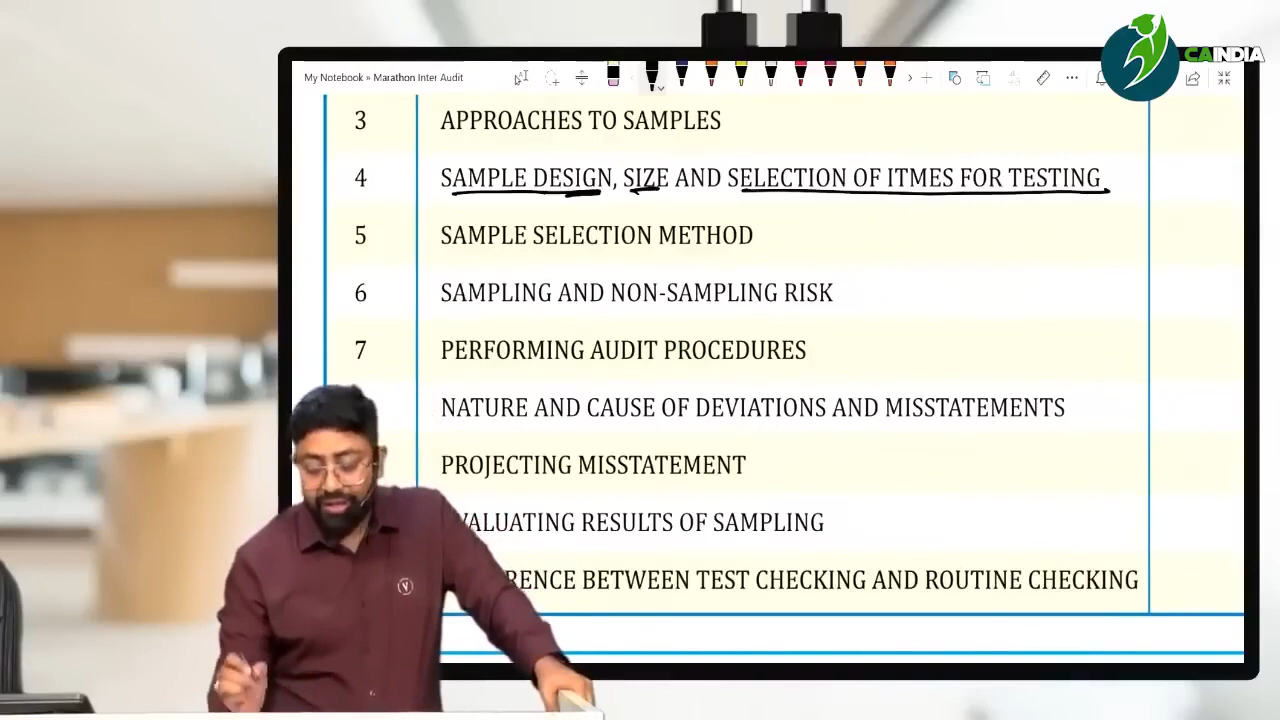 CAINDIA
My Notebook » Marathon Inter Audit
3 APPROACHES TO SAMPLES
4 SAMPLE DESIGN, SIZE AND SELECTION OF ITMES FOR TESTING
5 SAMPLE SELECTION METHOD
6 SAMPLING AND NON-SAMPLING RISK
7 PERFORMING AUDIT PROCEDURES
NATURE AND CAUSE OF DEVIATIONS AND MISSTATEMENTS
PROJECTING MISSTATEMENT
VALUATING RESULTS OF SAMPLING
RENCE BETWEEN TEST CHECKING AND ROUTINE CHECKING